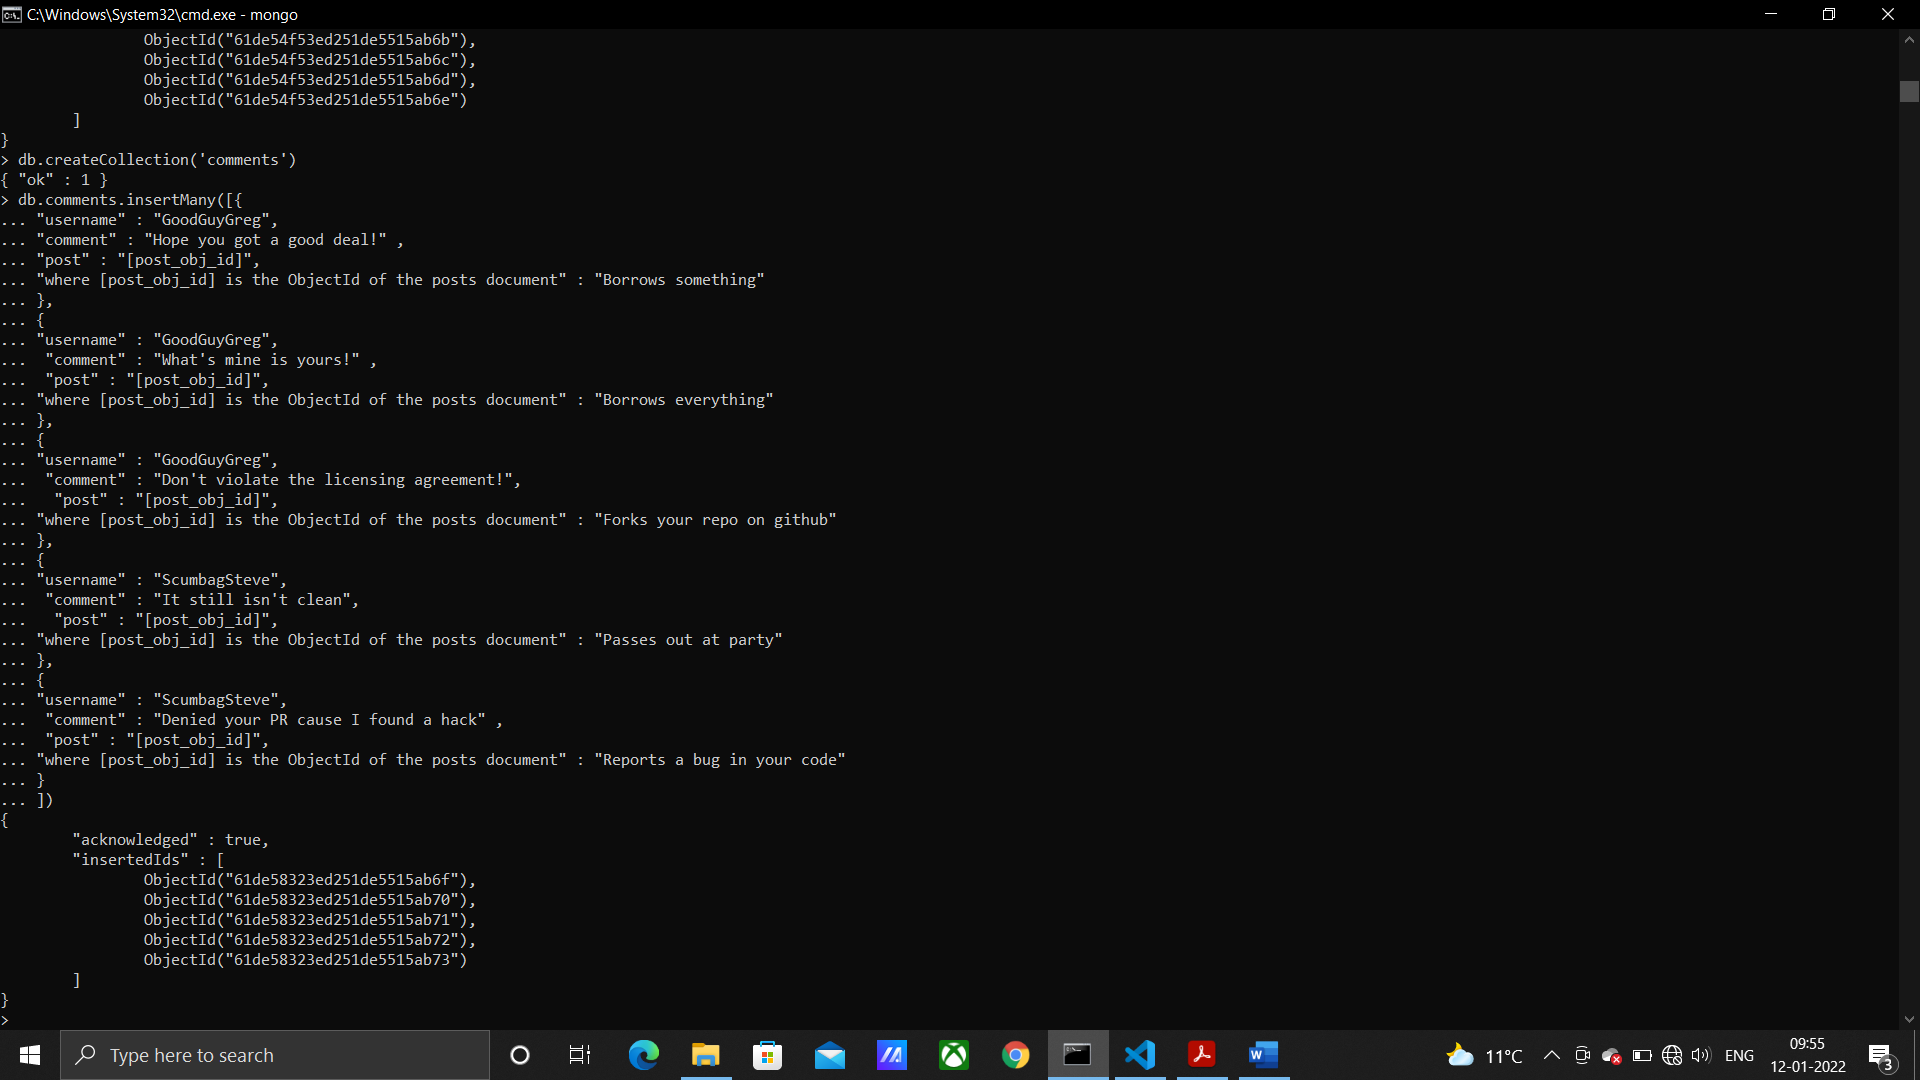 C:\Windows\System32\cmd.exe - mongo
ObjectId("61de54f53ed251de5515ab6b"),
ObjectId("61de54f53ed251de5515ab6c"),
ObjectId("61de54f53ed251de5515ab6d"),
ObjectId("61de54f53ed251de5515ab6e")
]
}
> db.createCollection('comments')
{ "ok" : 1 }
> db.comments.insertMany([{
... "username" : "GoodGuyGreg",
... "comment" : "Hope you got a good deal!" ,
... "post" : "[post_obj_id]",
... "where [post_obj_id] is the ObjectId of the posts document" : "Borrows something"
... },
... {
... "username" : "GoodGuyGreg",
...  "comment" : "What's mine is yours!" ,
...  "post" : "[post_obj_id]",
... "where [post_obj_id] is the ObjectId of the posts document" : "Borrows everything"
... },
... {
... "username" : "GoodGuyGreg",
...  "comment" : "Don't violate the licensing agreement!",
...   "post" : "[post_obj_id]",
... "where [post_obj_id] is the ObjectId of the posts document" : "Forks your repo on github"
... },
... {
... "username" : "ScumbagSteve",
...  "comment" : "It still isn't clean",
...   "post" : "[post_obj_id]",
... "where [post_obj_id] is the ObjectId of the posts document" : "Passes out at party"
... },
... {
... "username" : "ScumbagSteve",
...  "comment" : "Denied your PR cause I found a hack" ,
...  "post" : "[post_obj_id]",
... "where [post_obj_id] is the ObjectId of the posts document" : "Reports a bug in your code"
... }
... ])
{
"acknowledged" : true,
"insertedIds" : [
ObjectId("61de58323ed251de5515ab6f"),
ObjectId("61de58323ed251de5515ab70"),
ObjectId("61de58323ed251de5515ab71"),
ObjectId("61de58323ed251de5515ab72"),
ObjectId("61de58323ed251de5515ab73")
]
}
>
Type here to search
11°C
ENG
09:55
12-01-2022
3